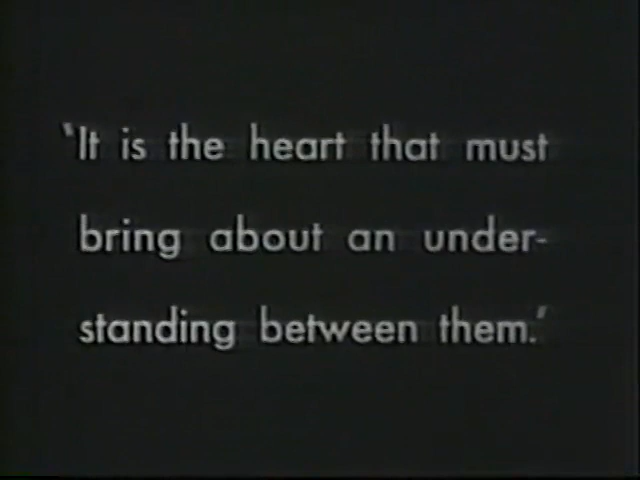 ‛It is the heart that must
bring about an under-
standing between them.’